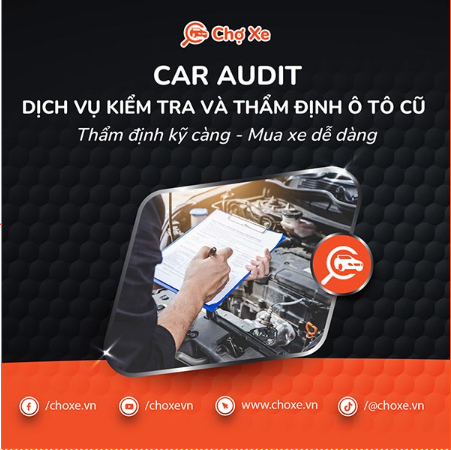 Chợ Xe
CAR AUDIT
DỊCH VỤ KIỂM TRA VÀ THẨM ĐỊNH Ô TÔ CŨ
Thẩm định kỹ càng - Mua xe dễ dàng
/choxe.vn
/choxevn
www.choxe.vn
/@choxe.vn